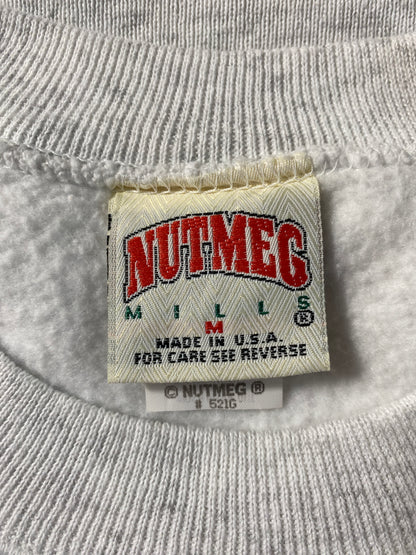 NUTMEG
MILLS®
M
MADE IN U.S.A.
FOR CARE SEE REVERSE
© NUTMEG ®
# 521G